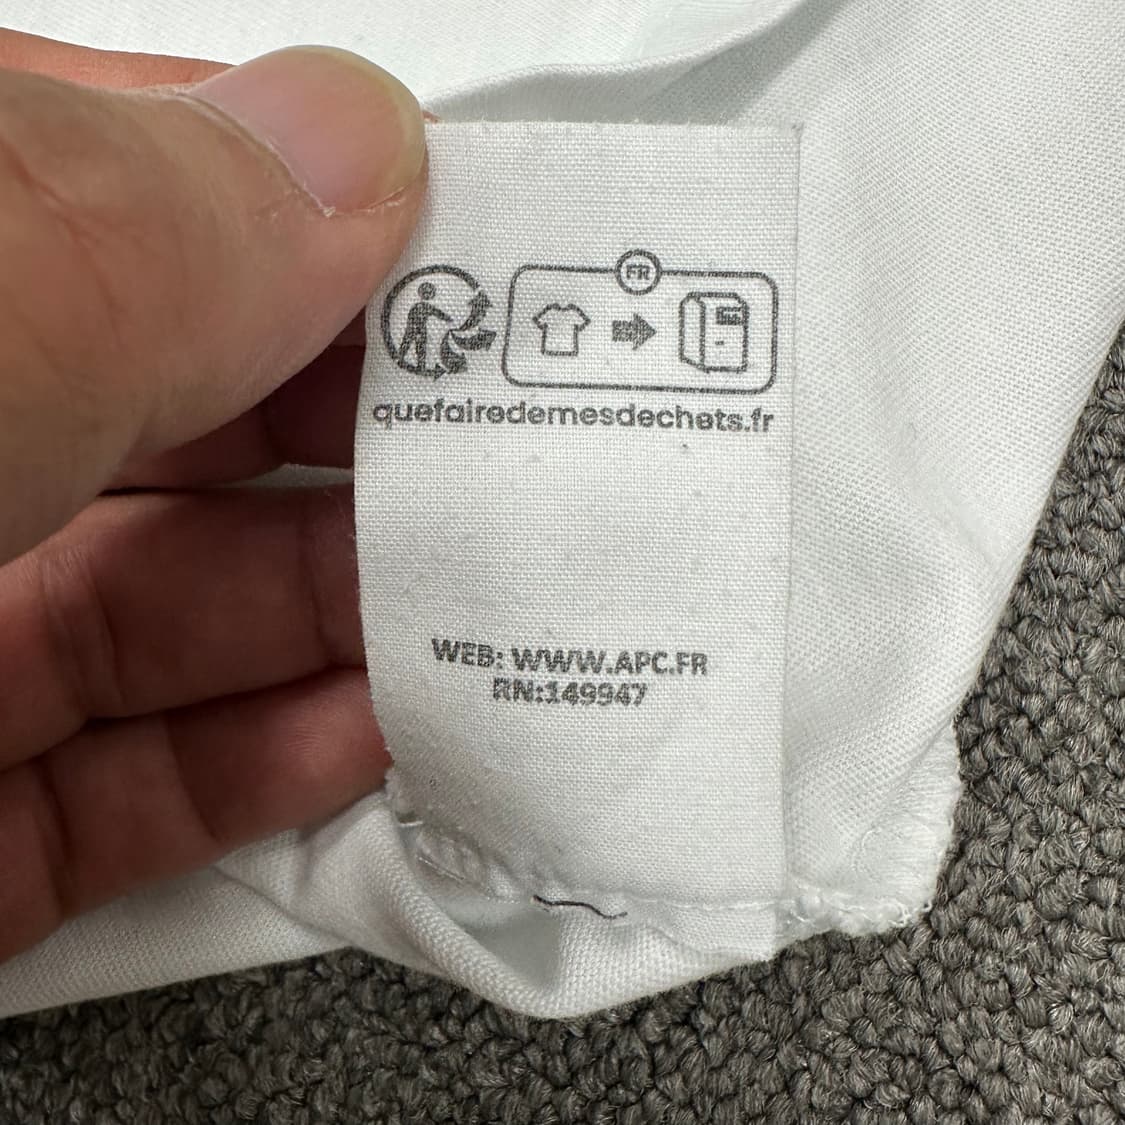 FR
quefairedemesdechets.fr
WEB: WWW.APC.FR
RN:149947